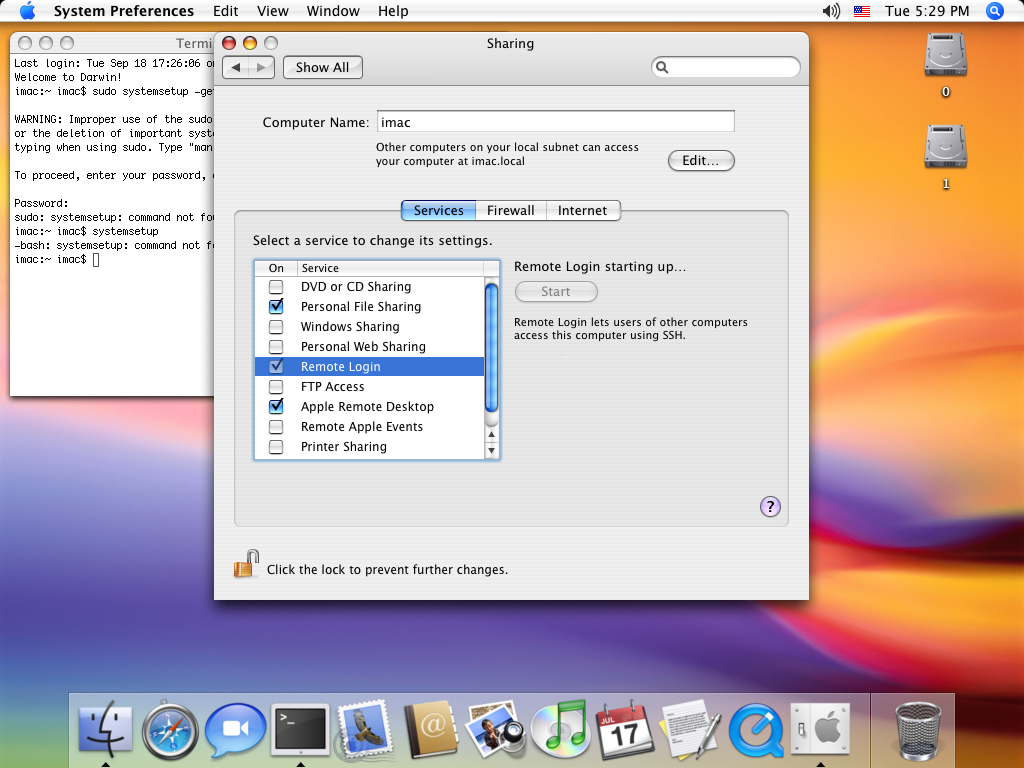 System Preferences Edit View Window Help Tue 5:29 PM
Last login: Tue Sep 18 17:26:06
Welcome to Darwin!
imac:~ imac$ sudo systemsetup
WARNING: Improper use of the sudo
or the deletion of important
typing when using sudo. Type "man
To proceed, enter your password,
Password:
sudo: systemsetup: command not
imac:~ imac$ systemsetup
-bash: systemsetup: command not
imac:~ imac$
Sharing
Show All
Computer Name: imac
Other computers on your local subnet can access
your computer at imac.local
Edit...
Services Firewall Internet
Select a service to change its settings.
On Service
DVD or CD Sharing
Personal File Sharing
Windows Sharing
Personal Web Sharing
Remote Login
FTP Access
Apple Remote Desktop
Remote Apple Events
Printer Sharing
Remote Login starting up...
Start
Remote Login lets users of other computers
access this computer using SSH.
?
Click the lock to prevent further changes.
0
1
>_
@
JUL
17